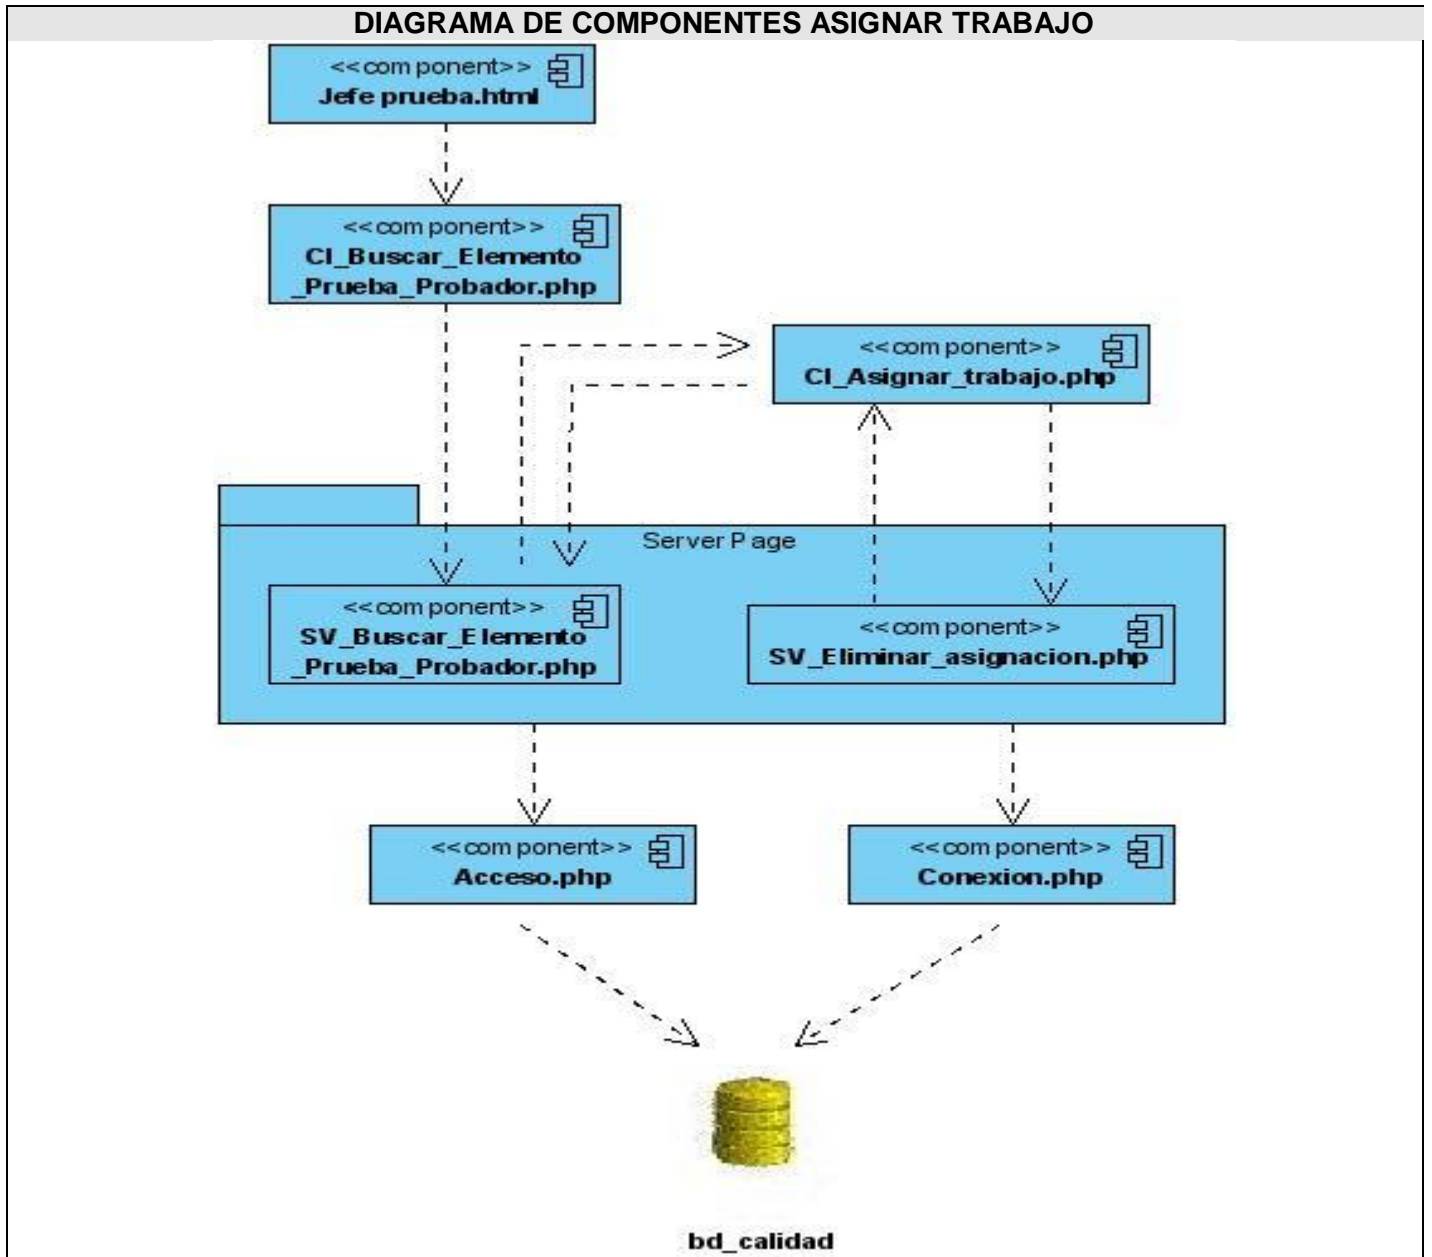 DIAGRAMA DE COMPONENTES ASIGNAR TRABAJO
<<component>>
Jefe prueba.html
<<component>>
CI_Buscar_Elemento
_Prueba_Probador.php
<<component>>
CI_Asignar_trabajo.php
Server Page
<<component>>
SV_Buscar_Elemento
_Prueba_Probador.php
<<component>>
SV_Eliminar_asignacion.php
<<component>>
Acceso.php
<<component>>
Conexion.php
bd_calidad